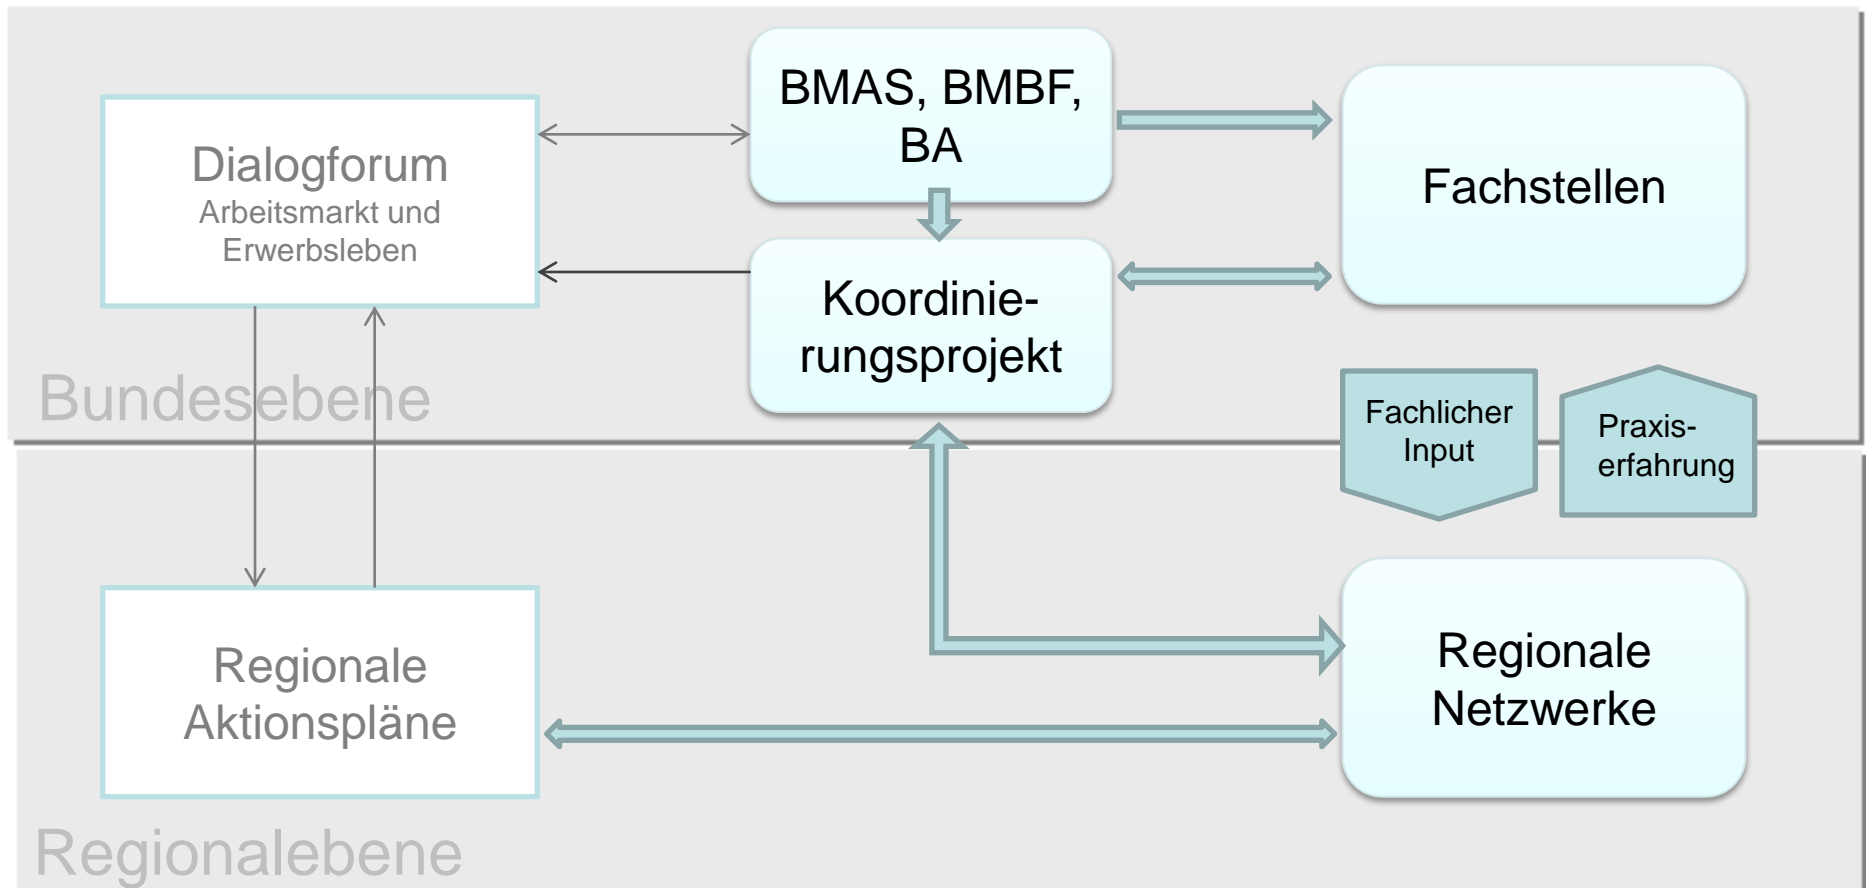 BMAS, BMBF,
BA
Dialogforum
Arbeitsmarkt und
Erwerbsleben
Fachstellen
Koordinie-
rungsprojekt
Bundesebene
Fachlicher
Input
Praxis-
erfahrung
Regionale
Aktionspläne
Regionale
Netzwerke
Regionalebene